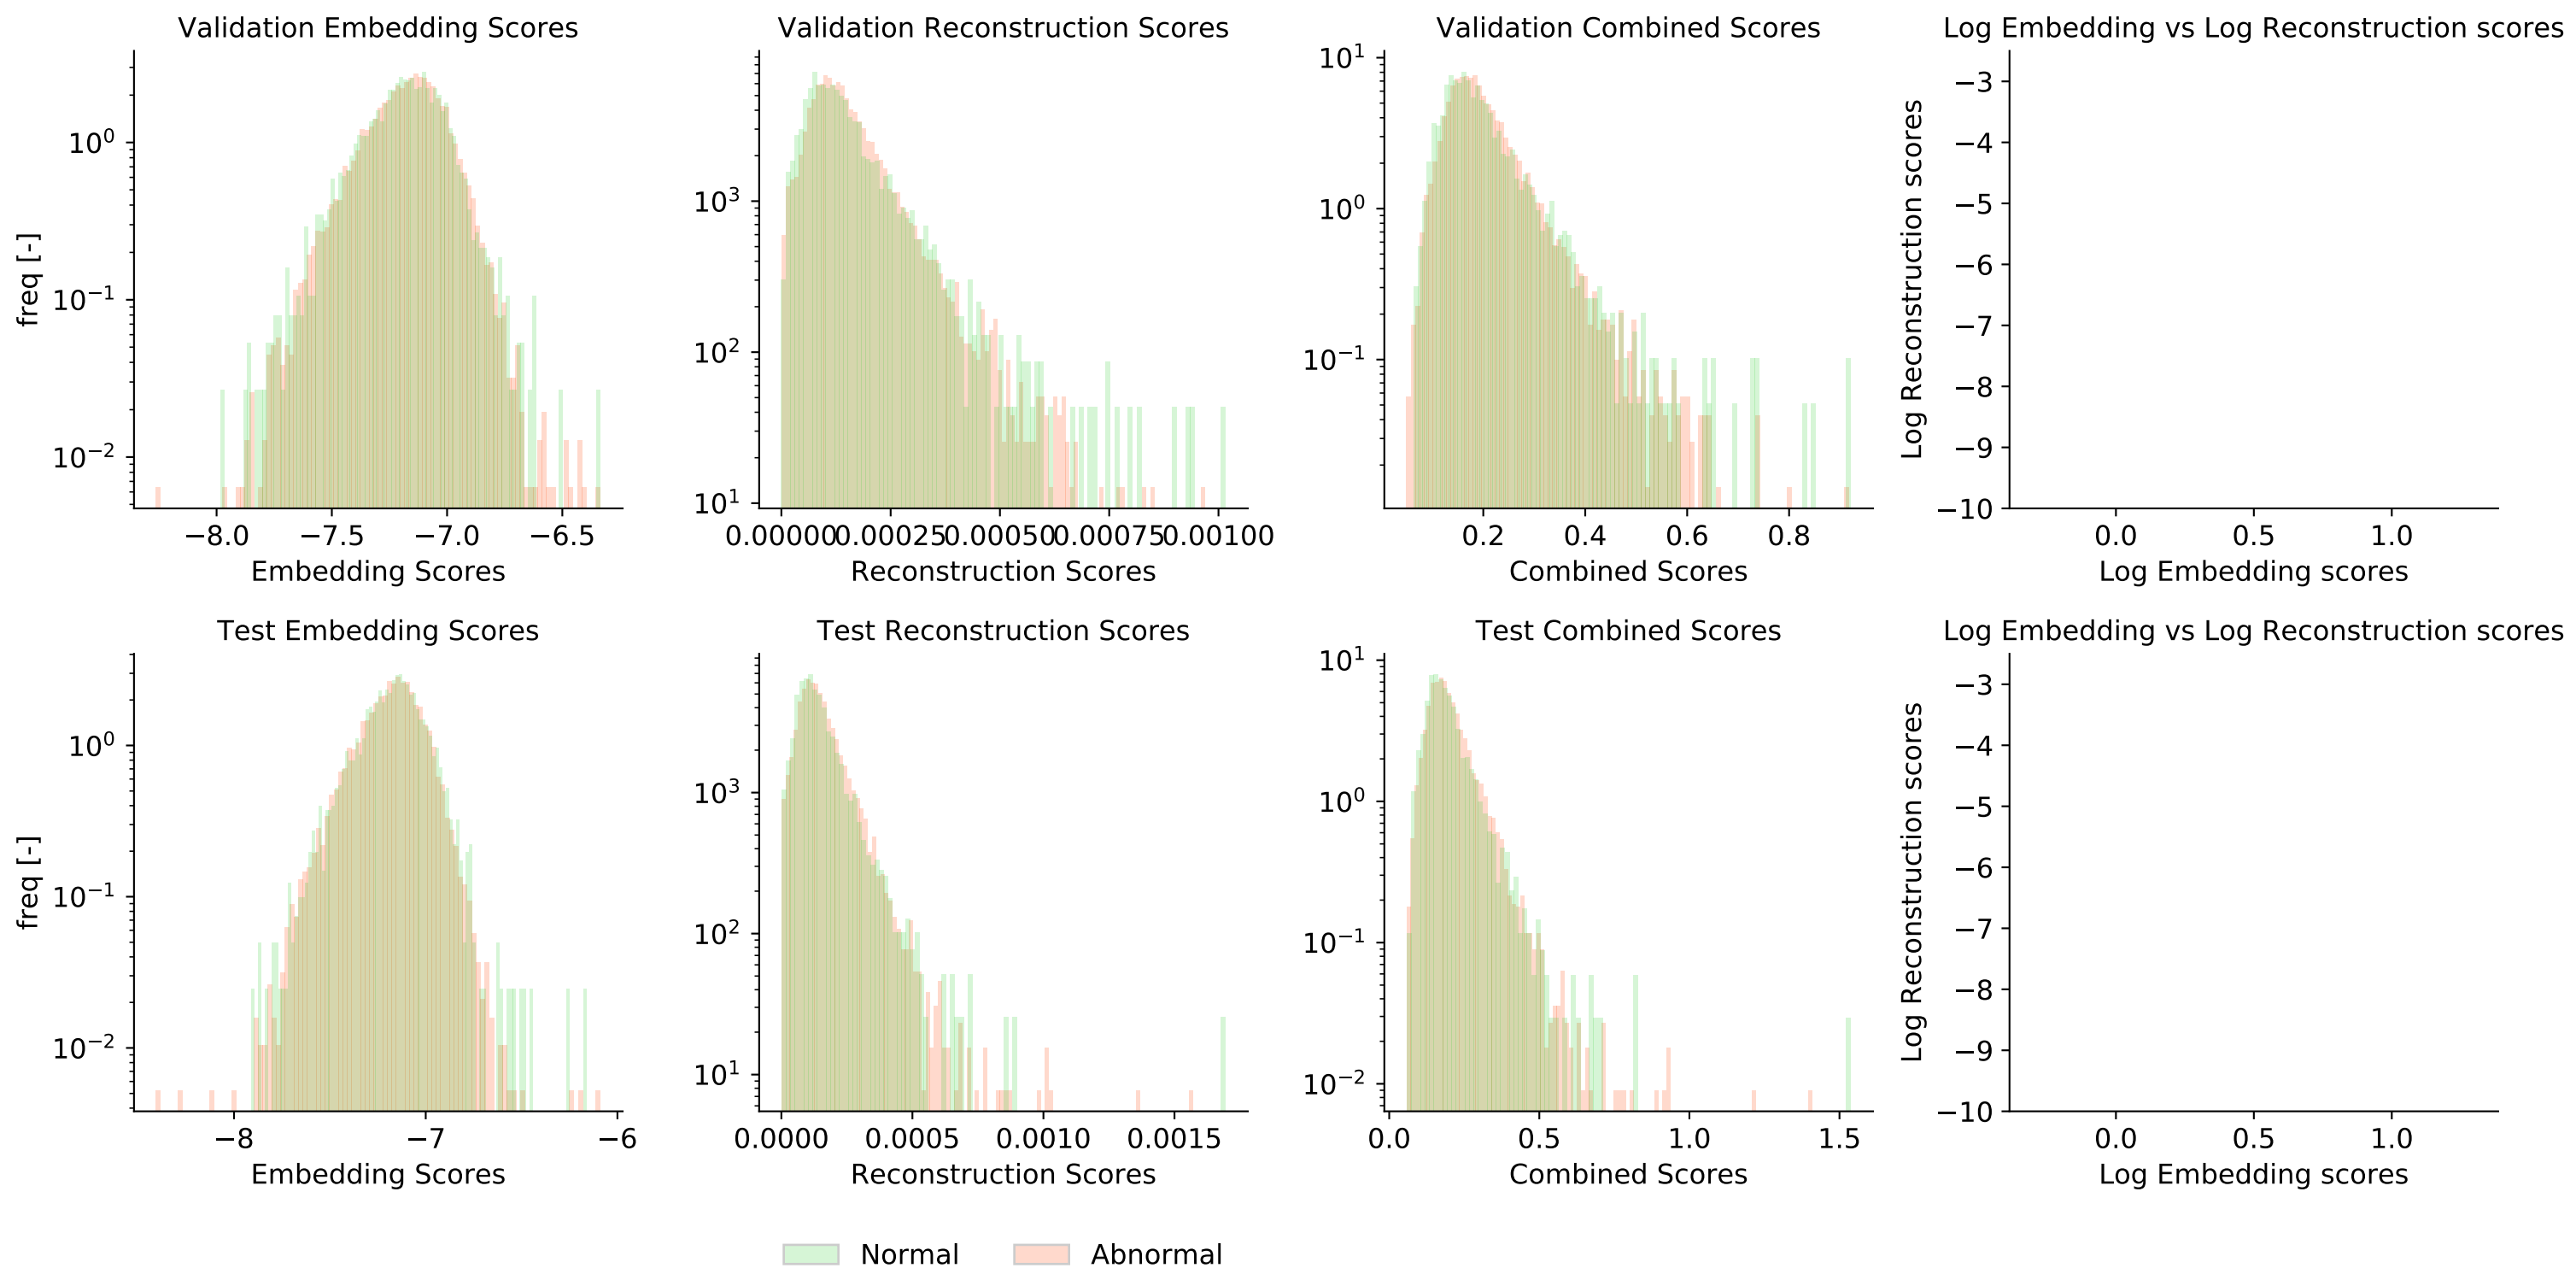 Validation Embedding Scores
Validation Reconstruction Scores
Validation Combined Scores
Log Embedding vs Log Reconstruction scores
freq [-]
10^0
10^−1
10^−2
−8.0 −7.5 −7.0 −6.5
Embedding Scores
10^3
10^2
10^1
0.00000 0.00025 0.00050 0.00075 0.00100
Reconstruction Scores
10^1
10^0
10^−1
0.2 0.4 0.6 0.8
Combined Scores
Log Reconstruction scores
−3
−4
−5
−6
−7
−8
−9
−10
0.0 0.5 1.0
Log Embedding scores
Test Embedding Scores
Test Reconstruction Scores
Test Combined Scores
Log Embedding vs Log Reconstruction scores
freq [-]
10^0
10^−1
10^−2
−8 −7 −6
Embedding Scores
10^3
10^2
10^1
0.0000 0.0005 0.0010 0.0015
Reconstruction Scores
10^1
10^0
10^−1
10^−2
0.0 0.5 1.0 1.5
Combined Scores
Log Reconstruction scores
−3
−4
−5
−6
−7
−8
−9
−10
0.0 0.5 1.0
Log Embedding scores
Normal Abnormal